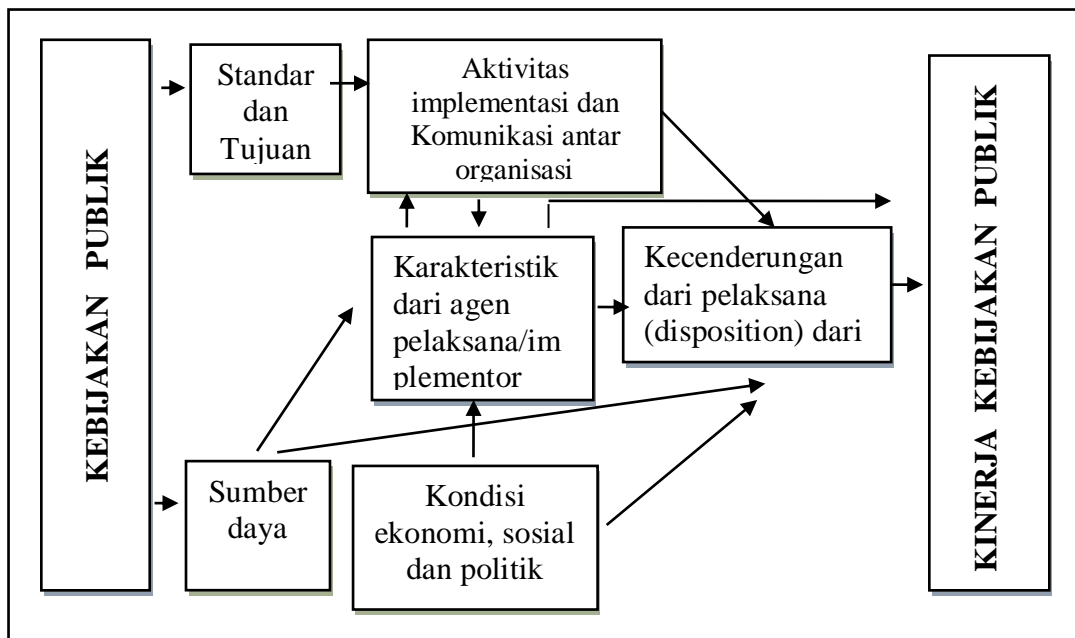 KEBIJAKAN PUBLIK
Standar
dan
Tujuan
Aktivitas
implementasi dan
Komunikasi antar
organisasi
Karakteristik
dari agen
pelaksana/im
plementor
Kecenderungan
dari pelaksana
(disposition) dari
Sumber
daya
Kondisi
ekonomi, sosial
dan politik
KINERJA KEBIJAKAN PUBLIK